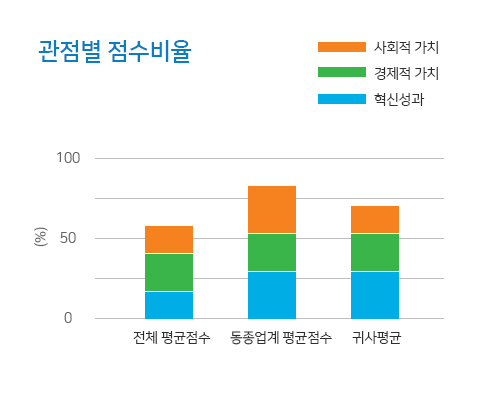 관점별 점수비율
사회적 가치
경제적 가치
혁신성과
100
(%)
50
0
전체 평균점수
동종업계 평균점수
귀사평균